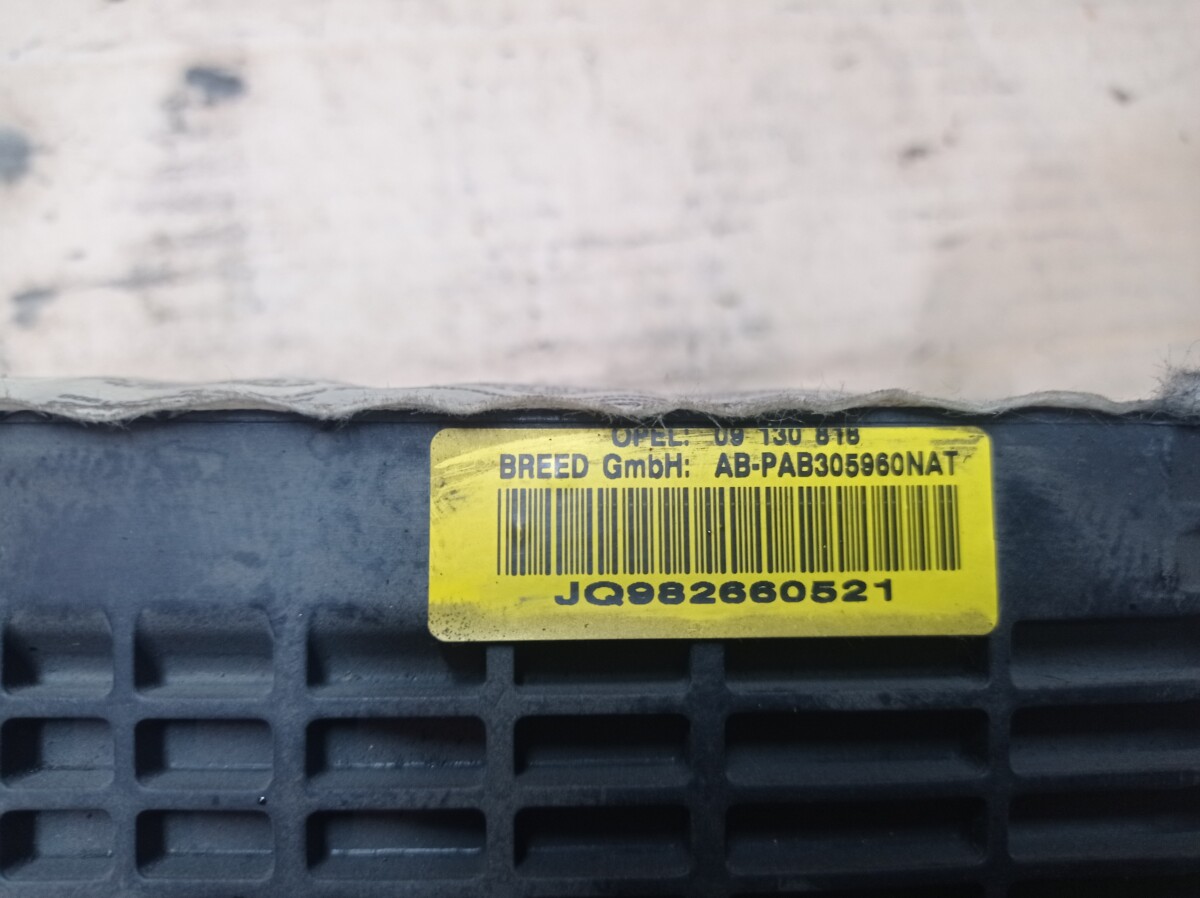 OPEL: 09 130 818
BREED GmbH: AB-PAB305960NAT
JQ982660521